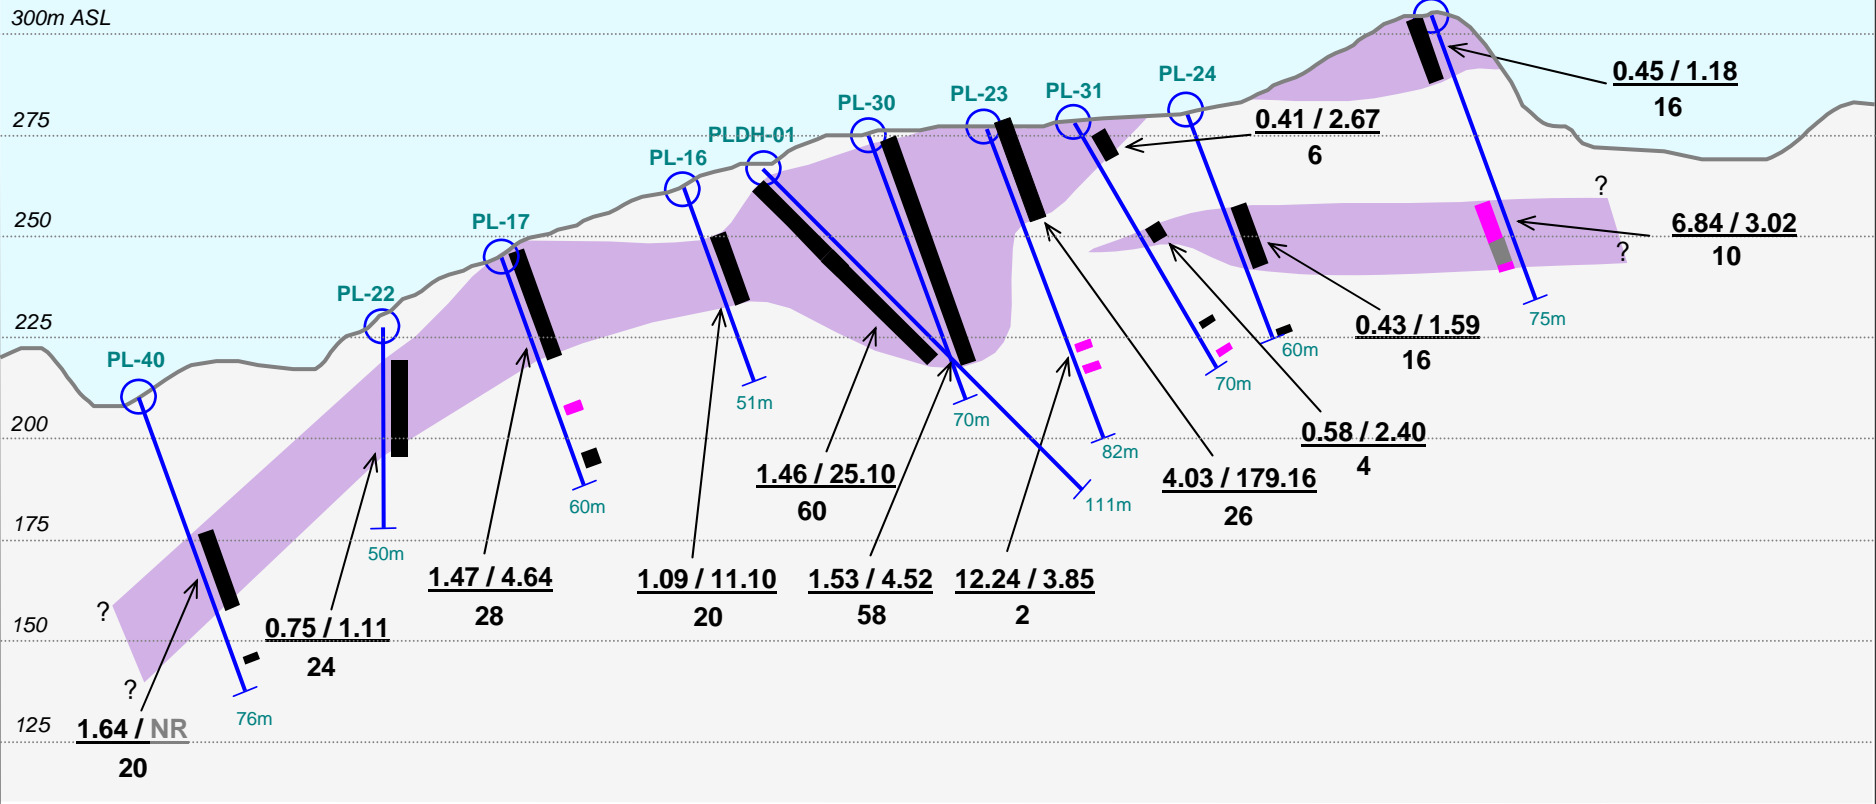 300m ASL
275
250
225
200
175
150
125
PL-40
PL-22
PL-17
PL-16
PLDH-01
PL-30
PL-23
PL-31
PL-24
0.45 / 1.18
16
0.41 / 2.67
6
?
?
6.84 / 3.02
10
75m
0.43 / 1.59
16
60m
70m
0.58 / 2.40
4
51m
70m
82m
4.03 / 179.16
26
1.46 / 25.10
60
111m
60m
50m
1.47 / 4.64
28
1.09 / 11.10
20
1.53 / 4.52
58
12.24 / 3.85
2
?
0.75 / 1.11
24
?
76m
1.64 / NR
20